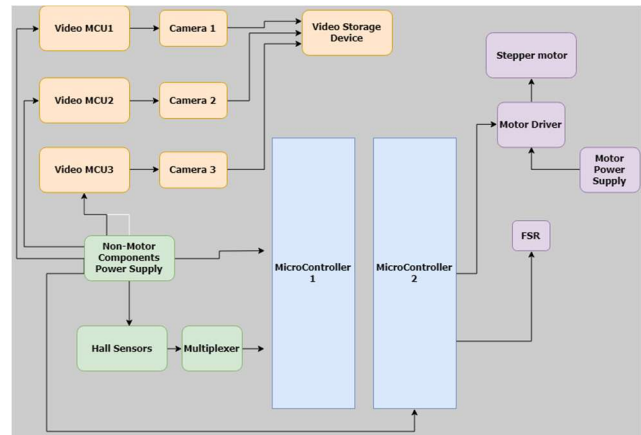 Video MCU1
Camera 1
Video Storage
Device
Stepper motor
Video MCU2
Camera 2
Motor Driver
Video MCU3
Camera 3
Motor
Power
Supply
FSR
Non-Motor
Components
Power Supply
MicroController
1
MicroController
2
Hall Sensors
Multiplexer